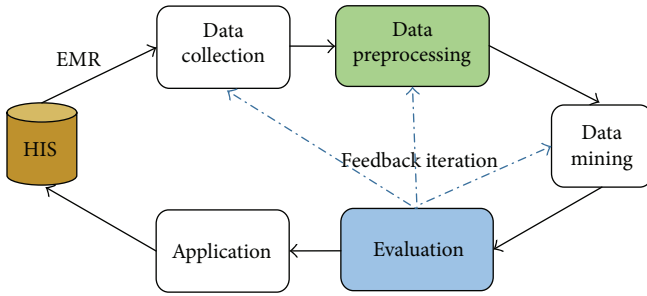 EMR
Data
collection
Data
preprocessing
HIS
Data
mining
Feedback iteration
Application
Evaluation